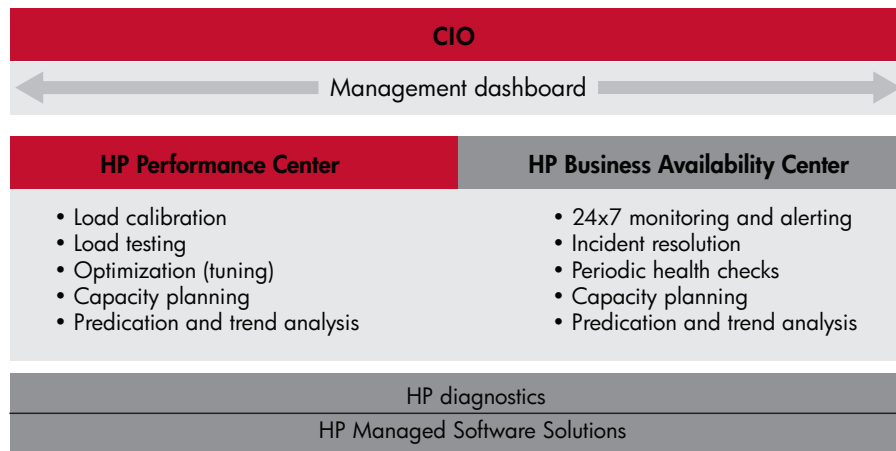 CIO
Management dashboard
HP Performance Center
• Load calibration
• Load testing
• Optimization (tuning)
• Capacity planning
• Predication and trend analysis
HP Business Availability Center
• 24x7 monitoring and alerting
• Incident resolution
• Periodic health checks
• Capacity planning
• Predication and trend analysis
HP diagnostics
HP Managed Software Solutions